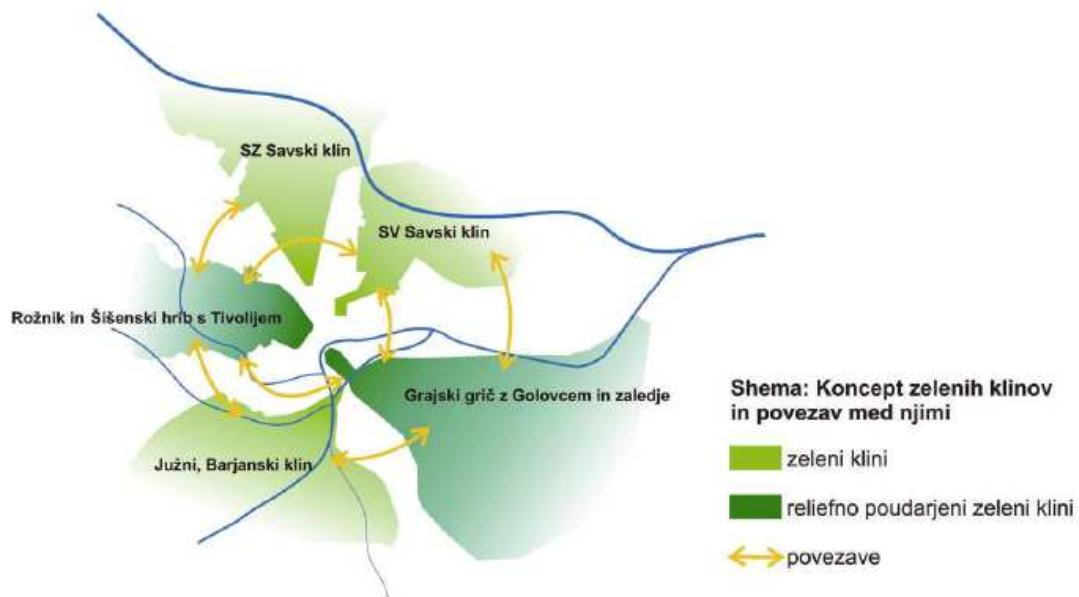 SZ Savski klin
SV Savski klin
Rožnik in Šišenski hrib s Tivolijem
Grajski grič z Golovcem in zaledje
Južni, Barjanski klin
Shema: Koncept zelenih klinov
in povezav med njimi
zeleni klini
reliefno poudarjeni zeleni klini
povezave